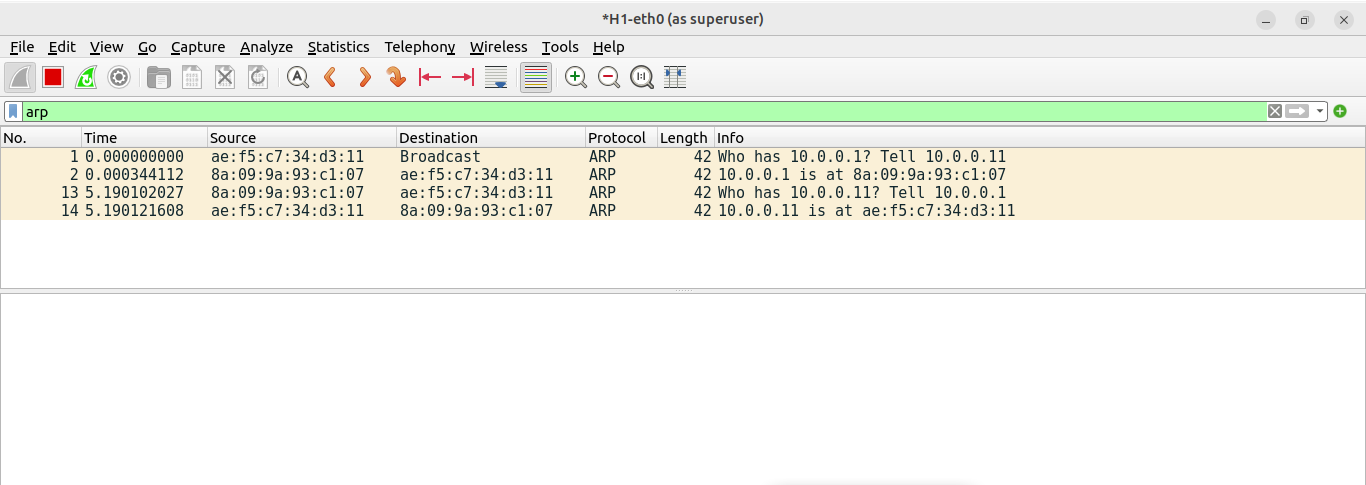 *H1-eth0 (as superuser)
File Edit View Go Capture Analyze Statistics Telephony Wireless Tools Help
arp
No. Time Source Destination Protocol Length Info
1 0.000000000 ae:f5:c7:34:d3:11 Broadcast ARP 42 Who has 10.0.0.1? Tell 10.0.0.11
2 0.000344112 8a:09:9a:93:c1:07 ae:f5:c7:34:d3:11 ARP 42 10.0.0.1 is at 8a:09:9a:93:c1:07
13 5.190102027 8a:09:9a:93:c1:07 ae:f5:c7:34:d3:11 ARP 42 Who has 10.0.0.11? Tell 10.0.0.1
14 5.190121608 ae:f5:c7:34:d3:11 8a:09:9a:93:c1:07 ARP 42 10.0.0.11 is at ae:f5:c7:34:d3:11